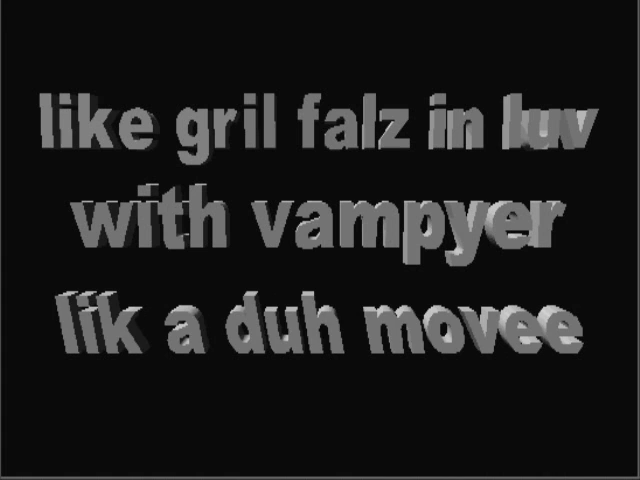 like gril falz in luv
with vampyer
lik a duh movee